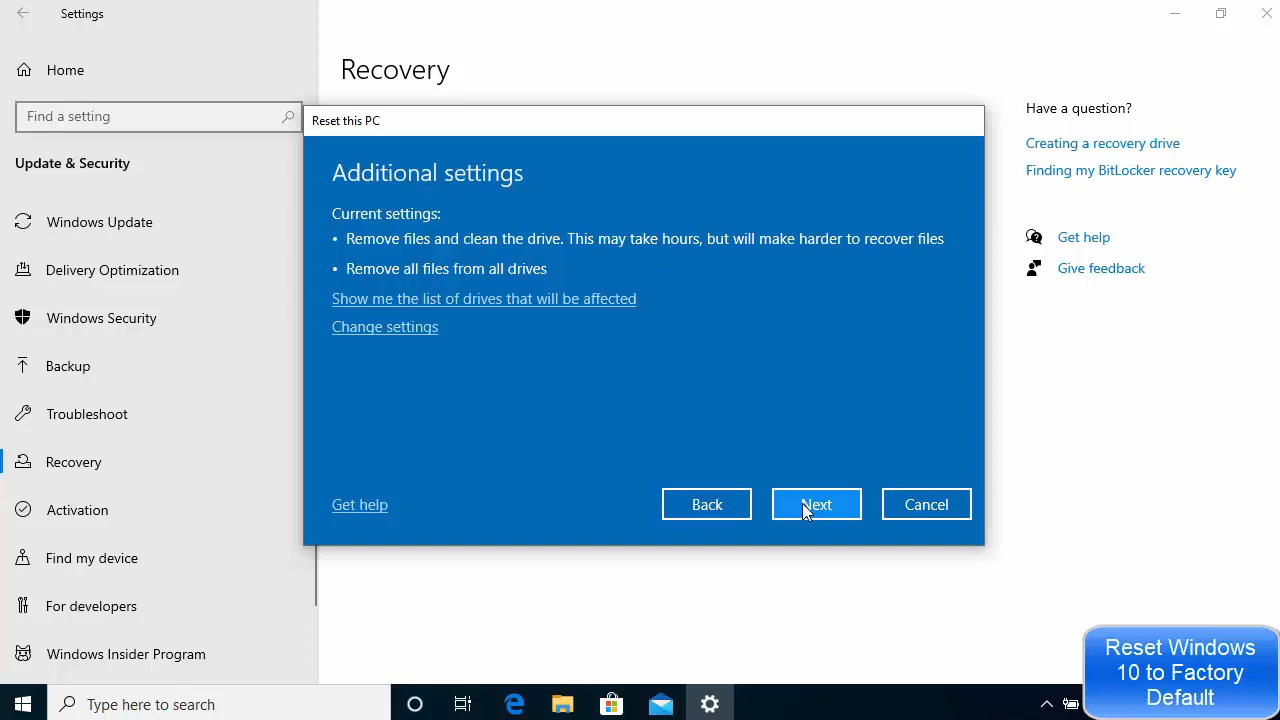 Settings
Home
Find a setting
Update & Security
Windows Update
Delivery Optimization
Windows Security
Backup
Troubleshoot
Recovery
Activation
Find my device
For developers
Windows Insider Program
Recovery
Reset this PC
Additional settings
Current settings:
• Remove files and clean the drive. This may take hours, but will make harder to recover files
• Remove all files from all drives
Show me the list of drives that will be affected
Change settings
Get help
Back
Next
Cancel
Have a question?
Creating a recovery drive
Finding my BitLocker recovery key
Get help
Give feedback
Type here to search
Reset Windows
10 to Factory
Default